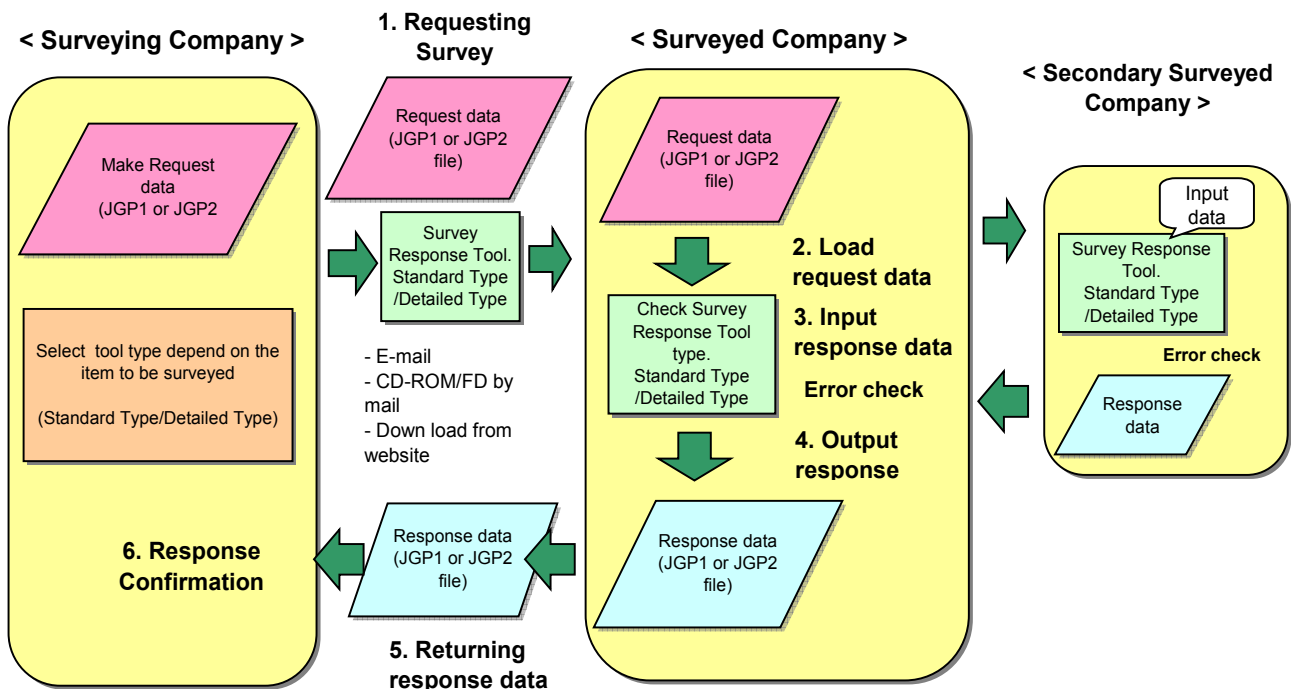 < Surveying Company >
Make Request
data
(JGP1 or JGP2
Select tool type depend on the
item to be surveyed
(Standard Type/Detailed Type)
6. Response
Confirmation
1. Requesting
Survey
Request data
(JGP1 or JGP2
file)
Survey
Response Tool.
Standard Type
/Detailed Type
- E-mail
- CD-ROM/FD by
mail
- Down load from
website
Response data
(JGP1 or JGP2
file)
5. Returning
response data
< Surveyed Company >
Request data
(JGP1 or JGP2
file)
2. Load
request data
Check Survey
Response Tool
type.
Standard Type
/Detailed Type
3. Input
response data
Error check
4. Output
response
Response data
(JGP1 or JGP2
file)
< Secondary Surveyed
Company >
Input
data
Survey Response
Tool.
Standard Type
/Detailed Type
Error check
Response
data